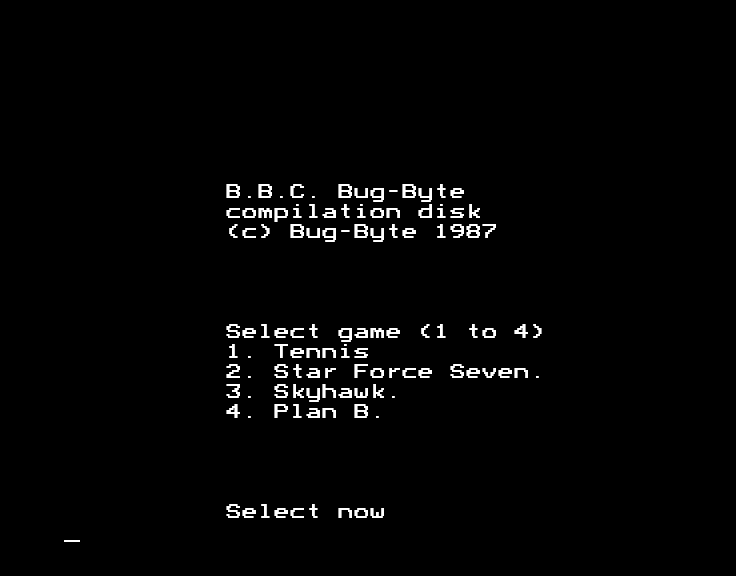 B.B.C. Bug-Byte
compilation disk
(c) Bug-Byte 1987
Select game (1 to 4)
1. Tennis
2. Star Force Seven.
3. Skyhawk.
4. Plan B.
Select now